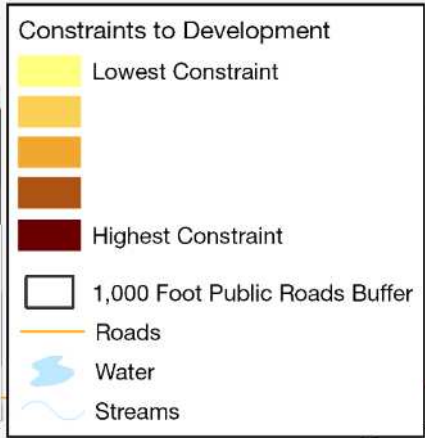 Constraints to Development
Lowest Constraint
Highest Constraint
1,000 Foot Public Roads Buffer
Roads
Water
Streams